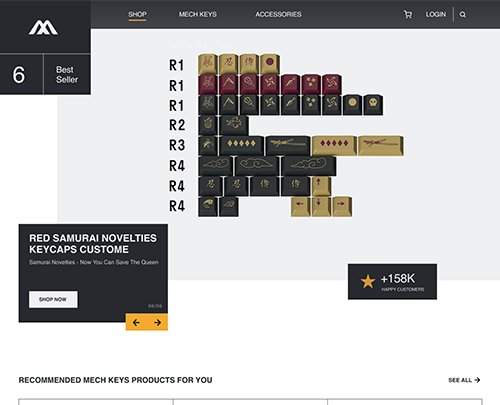 SHOP MECH KEYS ACCESSORIES LOGIN
6 Best
Seller
R1
R1
R1
R2
R3
R4
R4
R4
RED SAMURAI NOVELTIES
KEYCAPS CUSTOME
Samurai Novelties - Now You Can Save The Queen
SHOP NOW
06/06
+158K
HAPPY CUSTOMERS
RECOMMENDED MECH KEYS PRODUCTS FOR YOU
SEE ALL